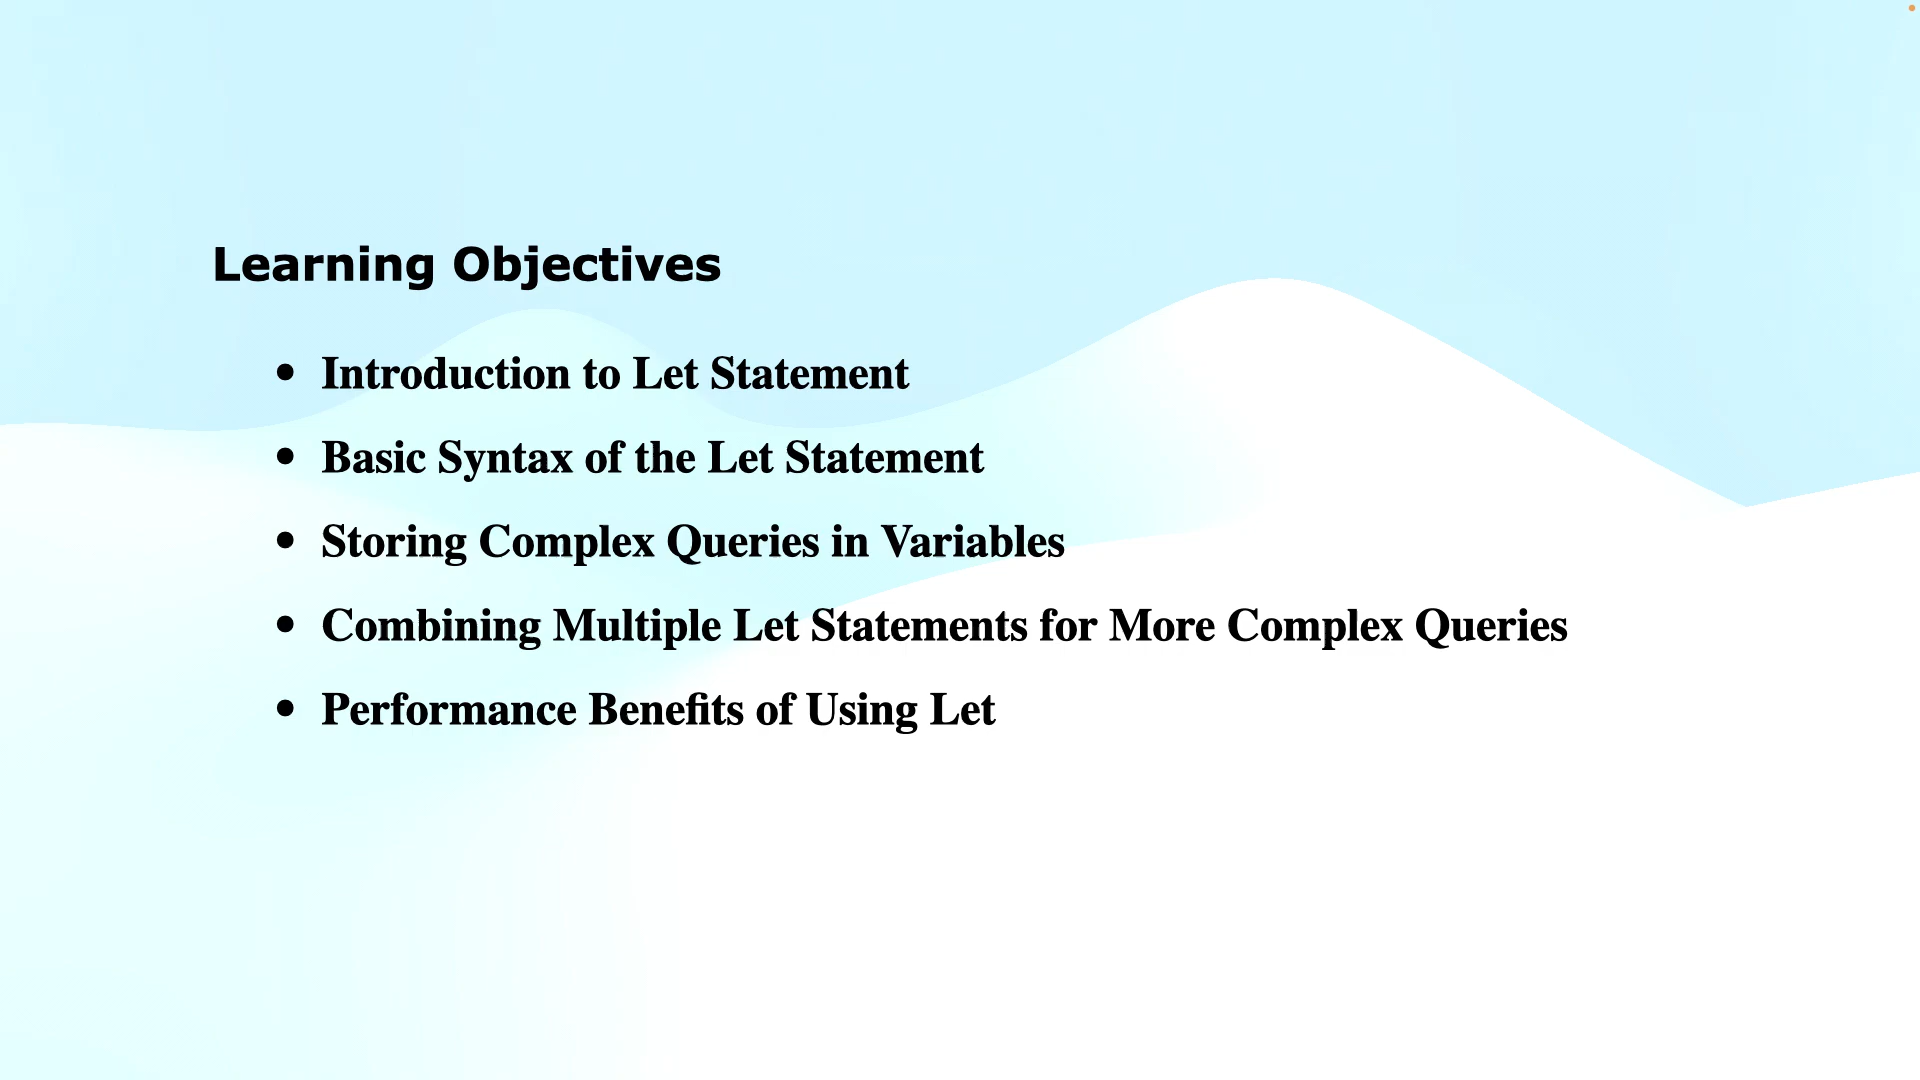 Learning Objectives
• Introduction to Let Statement
• Basic Syntax of the Let Statement
• Storing Complex Queries in Variables
• Combining Multiple Let Statements for More Complex Queries
• Performance Benefits of Using Let